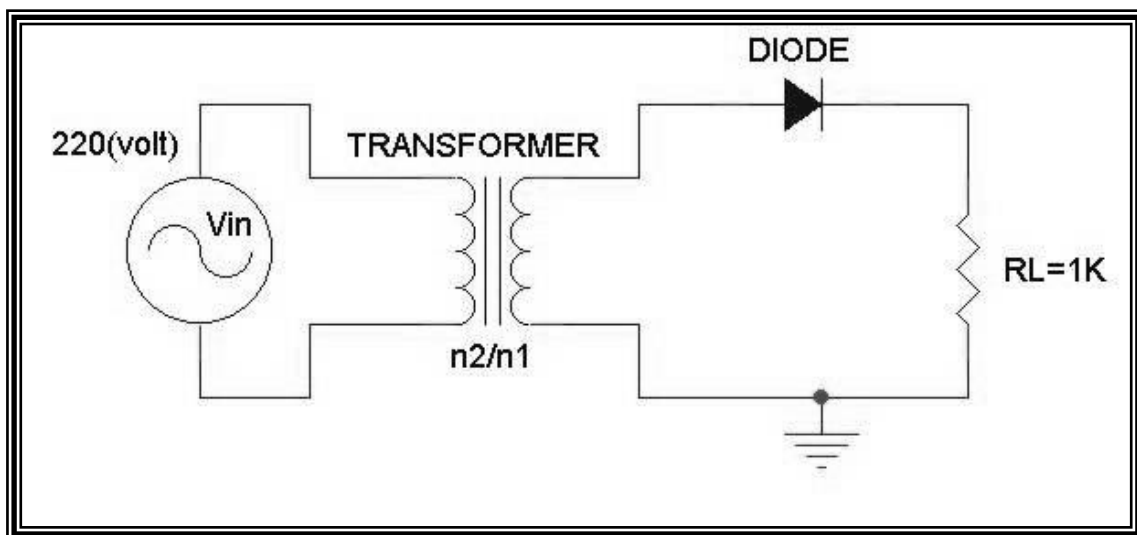 DIODE
220(volt)
TRANSFORMER
Vin
RL=1K
n2/n1